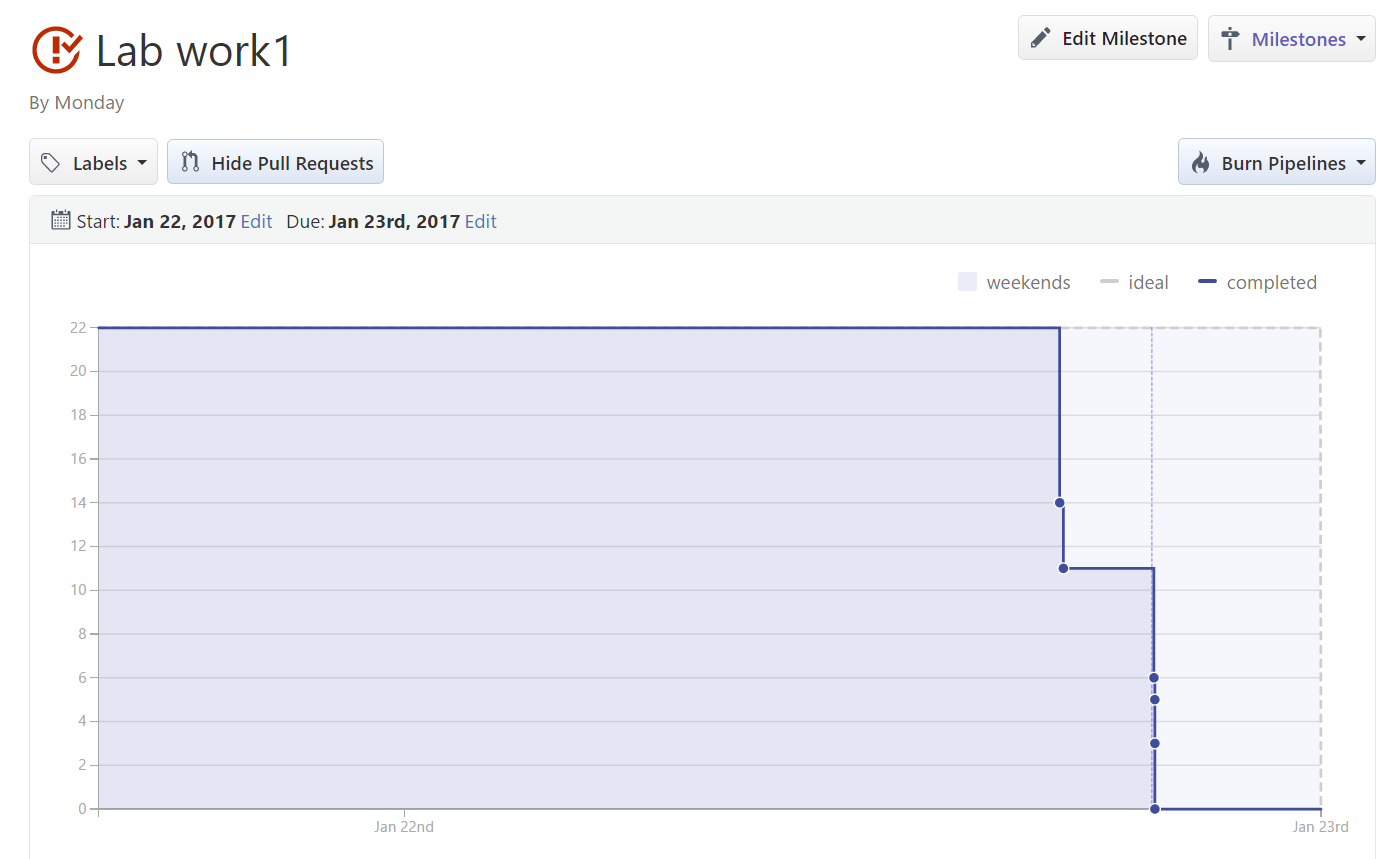 Lab work1
Edit Milestone
Milestones
By Monday
Labels
Hide Pull Requests
Burn Pipelines
Start: Jan 22, 2017 Edit Due: Jan 23rd, 2017 Edit
weekends ideal completed
22
20
18
16
14
12
10
8
6
4
2
0
Jan 22nd
Jan 23rd